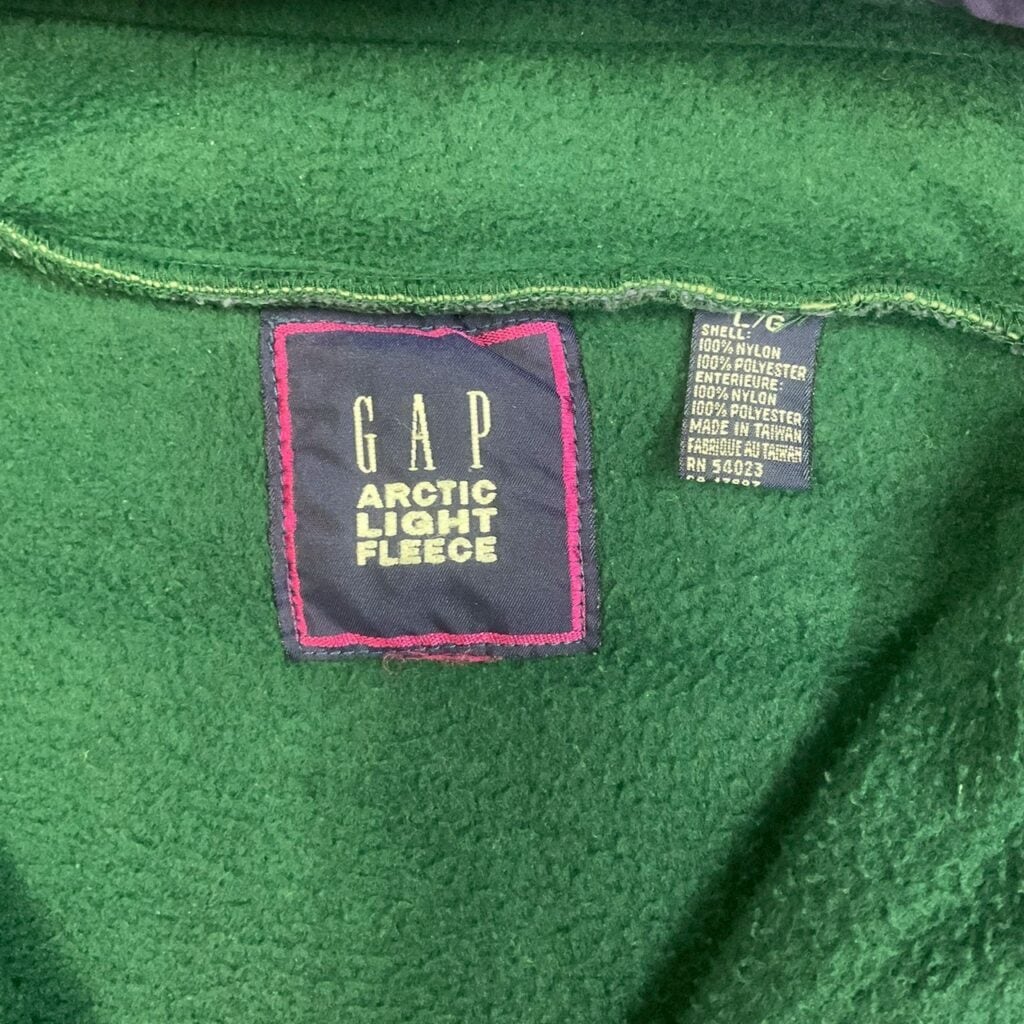 GAP
ARCTIC
LIGHT
FLEECE
L/G
SHELL:
100% NYLON
100% POLYESTER
ENTERIEURE:
100% NYLON
100% POLYESTER
MADE IN TAIWAN
FABRIQUE AU TAIWAN
RN 54023